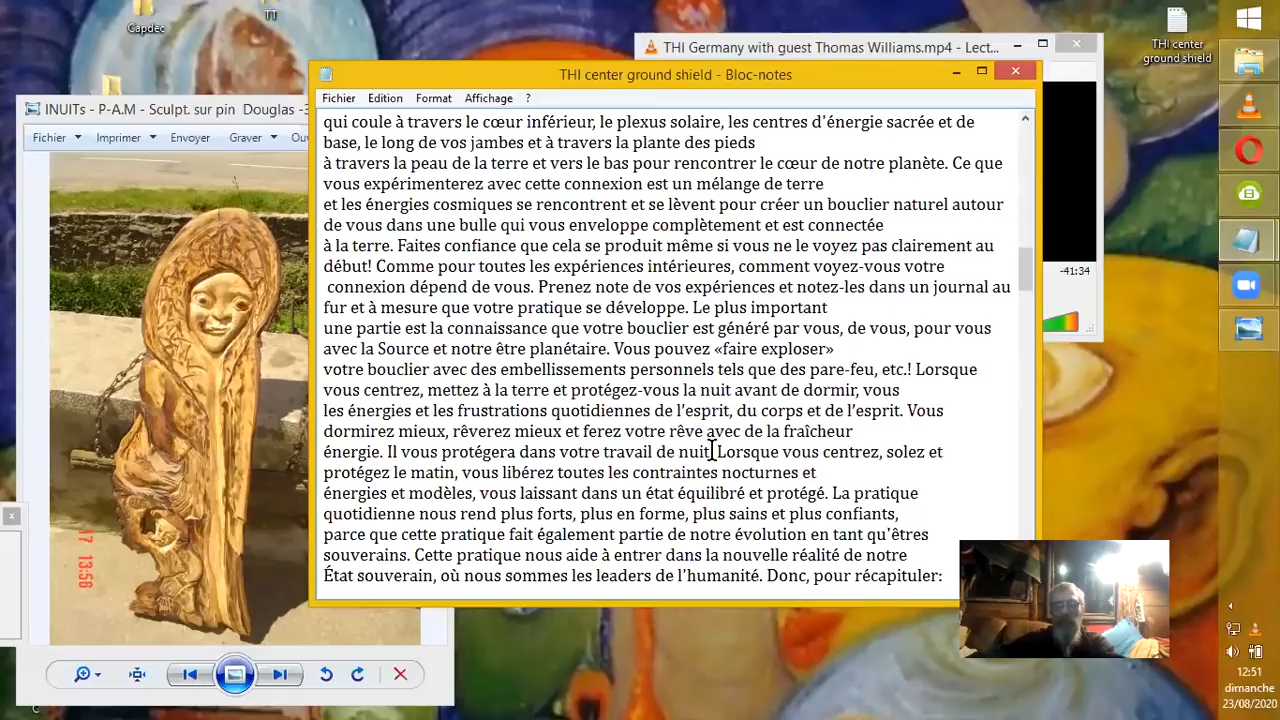 Capdec
TT
THI center
ground shield
THI Germany with guest Thomas Williams.mp4 - Lect...
THI center ground shield - Bloc-notes
Fichier Edition Format Affichage ?
INUITs - P-A.M - Sculpt. sur pin Douglas -3
Fichier Imprimer Envoyer Graver Ou
qui coule à travers le cœur inférieur, le plexus solaire, les centres d'énergie sacrée et de
base, le long de vos jambes et à travers la plante des pieds
à travers la peau de la terre et vers le bas pour rencontrer le cœur de notre planète. Ce que
vous expérimenterez avec cette connexion est un mélange de terre
et les énergies cosmiques se rencontrent et se lèvent pour créer un bouclier naturel autour
de vous dans une bulle qui vous enveloppe complètement et est connectée
à la terre. Faites confiance que cela se produit même si vous ne le voyez pas clairement au
début! Comme pour toutes les expériences intérieures, comment voyez-vous votre
connexion dépend de vous. Prenez note de vos expériences et notez-les dans un journal au
fur et à mesure que votre pratique se développe. Le plus important
une partie est la connaissance que votre bouclier est généré par vous, de vous, pour vous
avec la Source et notre être planétaire. Vous pouvez «faire exploser»
votre bouclier avec des embellissements personnels tels que des pare-feu, etc.! Lorsque
vous centrez, mettez à la terre et protégez-vous la nuit avant de dormir, vous
les énergies et les frustrations quotidiennes de l'esprit, du corps et de l'esprit. Vous
dormirez mieux, rêverez mieux et ferez votre rêve avec de la fraîcheur
énergie. Il vous protégera dans votre travail de nuit. Lorsque vous centrez, solez et
protégez le matin, vous libérez toutes les contraintes nocturnes et
énergies et modèles, vous laissant dans un état équilibré et protégé. La pratique
quotidienne nous rend plus forts, plus en forme, plus sains et plus confiants,
parce que cette pratique fait également partie de notre évolution en tant qu'êtres
souverains. Cette pratique nous aide à entrer dans la nouvelle réalité de notre
État souverain, où nous sommes les leaders de l'humanité. Donc, pour récapituler:
-41:34
17 13:56
12:51
dimanche
23/08/2020